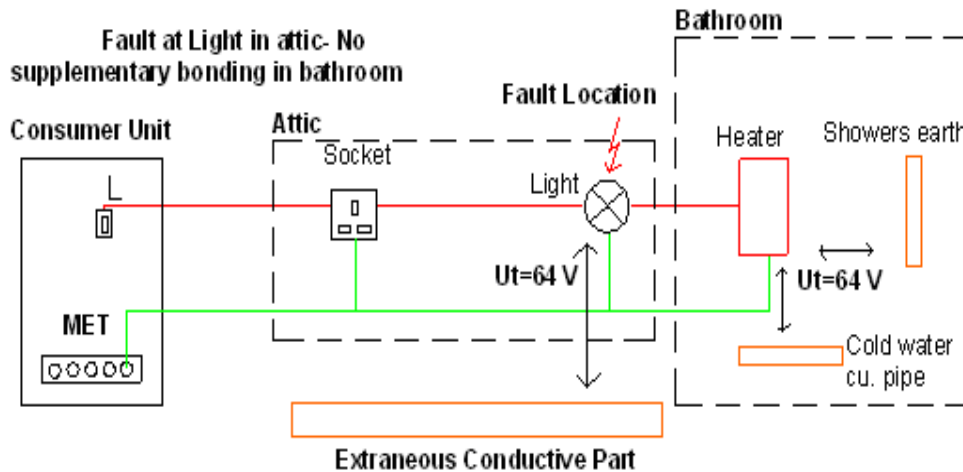 Bathroom
Fault at Light in attic- No
supplementary bonding in bathroom
Fault Location
Consumer Unit
Attic
Socket
Heater
Showers earth
L
Light
Ut=64 V
Ut=64 V
MET
Cold water
cu. pipe
Extraneous Conductive Part